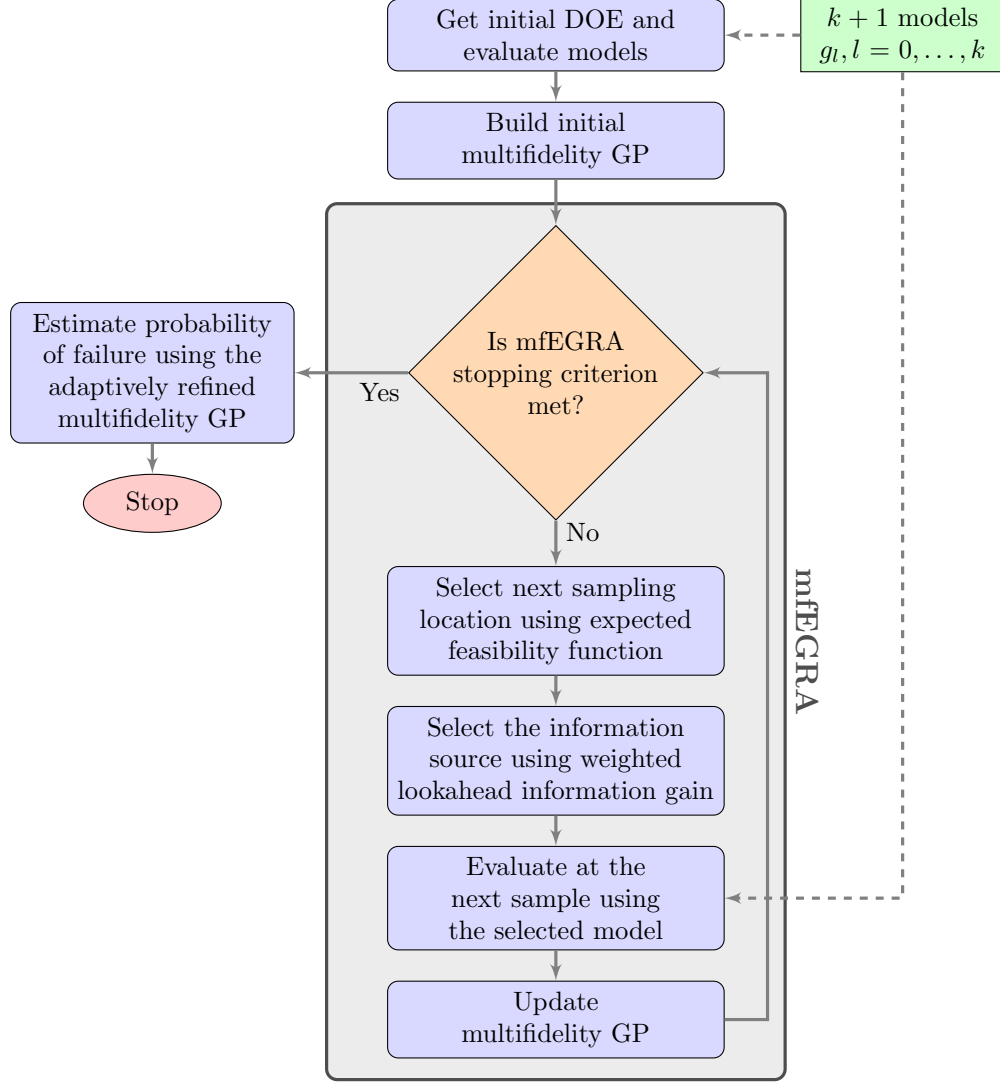 Get initial DOE and
evaluate models
k + 1 models
g_l, l = 0, . . . , k
Build initial
multifidelity GP
Is mfEGRA
stopping criterion
met?
Yes
Estimate probability
of failure using the
adaptively refined
multifidelity GP
Stop
No
Select next sampling
location using expected
feasibility function
mfEGRA
Select the information
source using weighted
lookahead information gain
Evaluate at the
next sample using
the selected model
Update
multifidelity GP